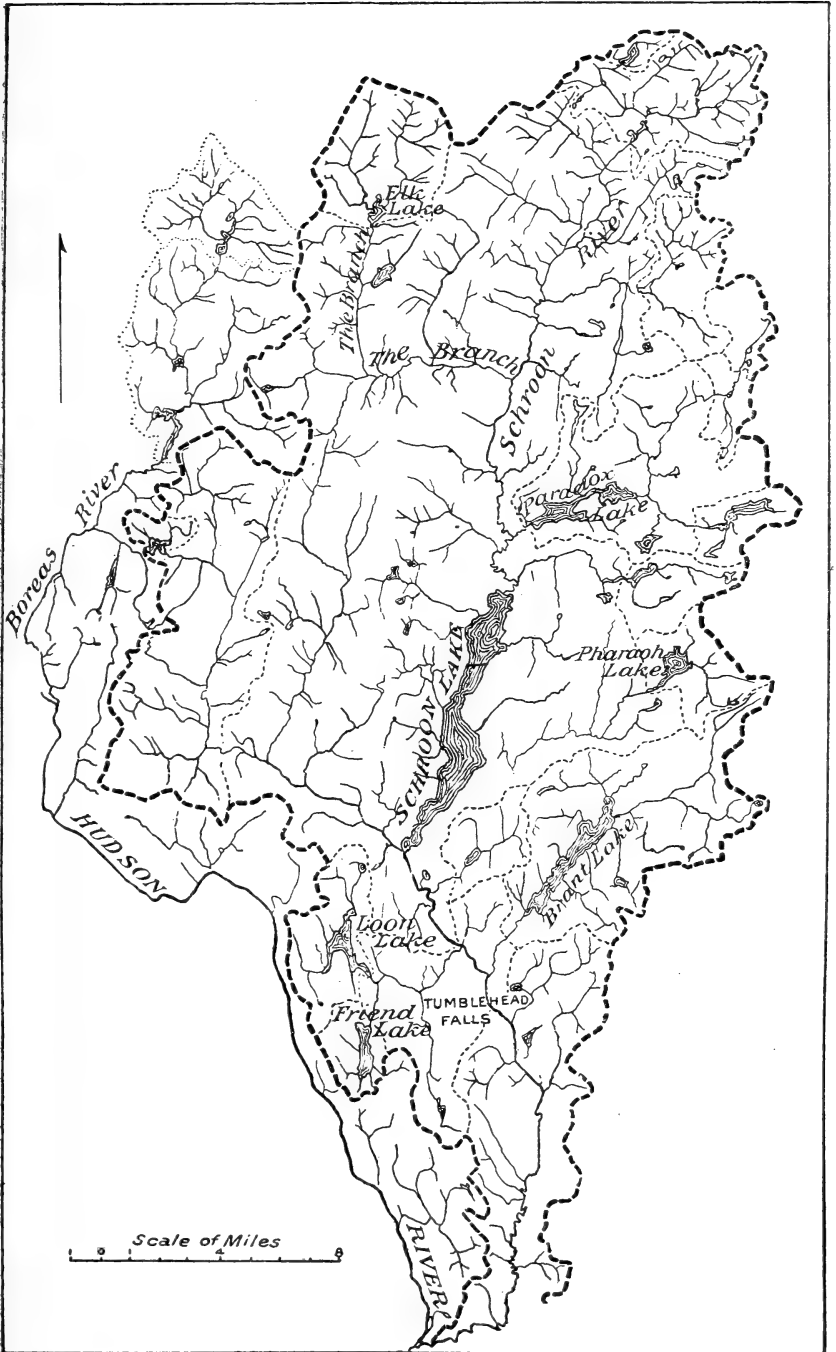 Elk
Lake
River
The Branch
The Branch
Schroon
Paradox
Lake
Boreas River
Pharaoh
Lake
SCHROON LAKE
HUDSON
Brant Lake
Loon
Lake
TUMBLEHEAD
FALLS
Friend
Lake
RIVER
Scale of Miles
0 4 8